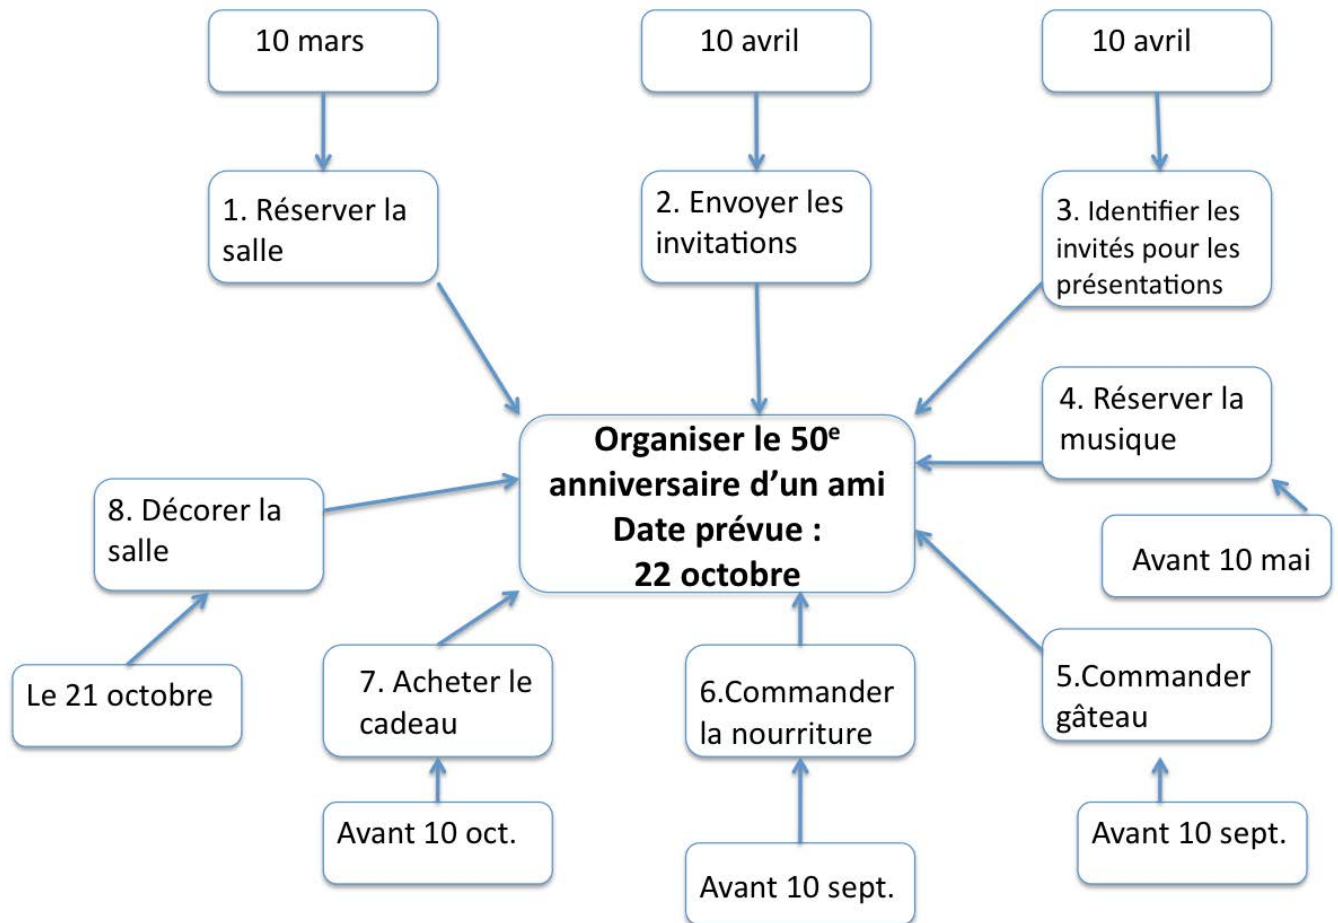 10 mars
10 avril
10 avril
1. Réserver la
salle
2. Envoyer les
invitations
3. Identifier les
invités pour les
présentations
4. Réserver la
musique
Avant 10 mai
Organiser le 50e
anniversaire d’un ami
Date prévue :
22 octobre
8. Décorer la
salle
Le 21 octobre
7. Acheter le
cadeau
Avant 10 oct.
6.Commander
la nourriture
Avant 10 sept.
5.Commander
gâteau
Avant 10 sept.